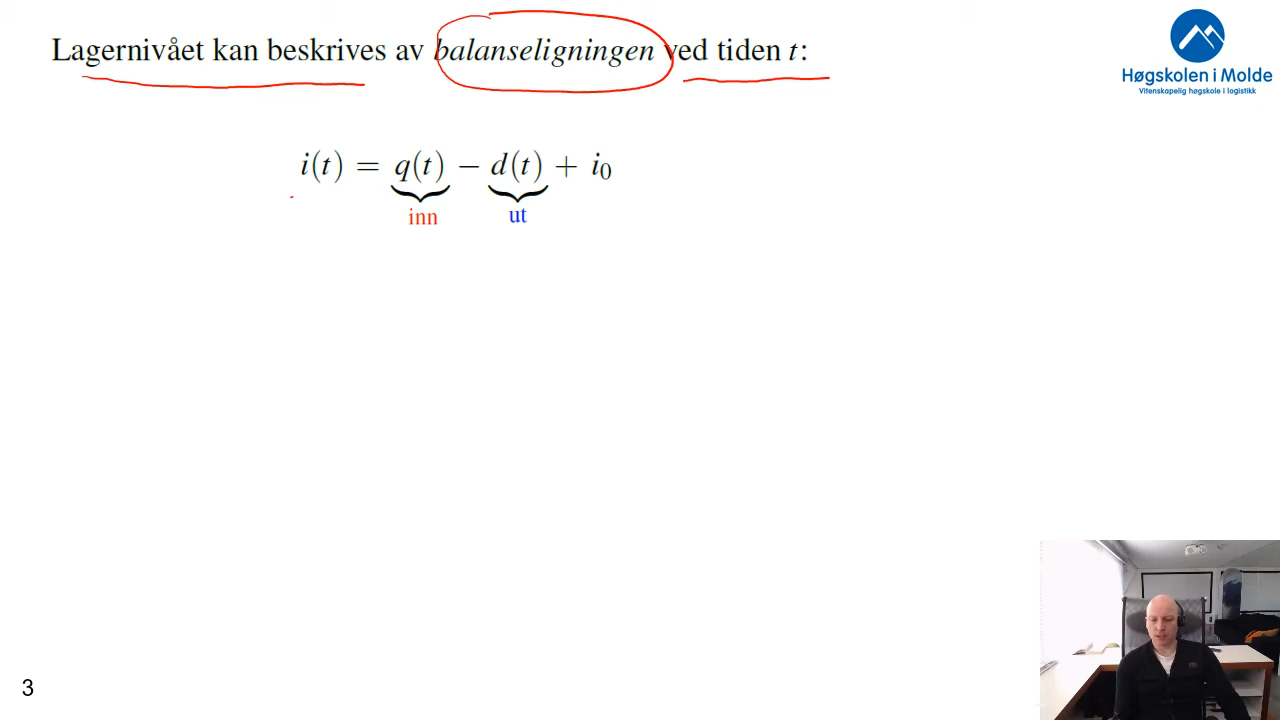 Lagernivået kan beskrives av balanseligningen ved tiden t:
Høgskolen i Molde
Vitenskapelig høgskole i logistikk
i(t) = q(t) − d(t) + i₀
inn ut
3